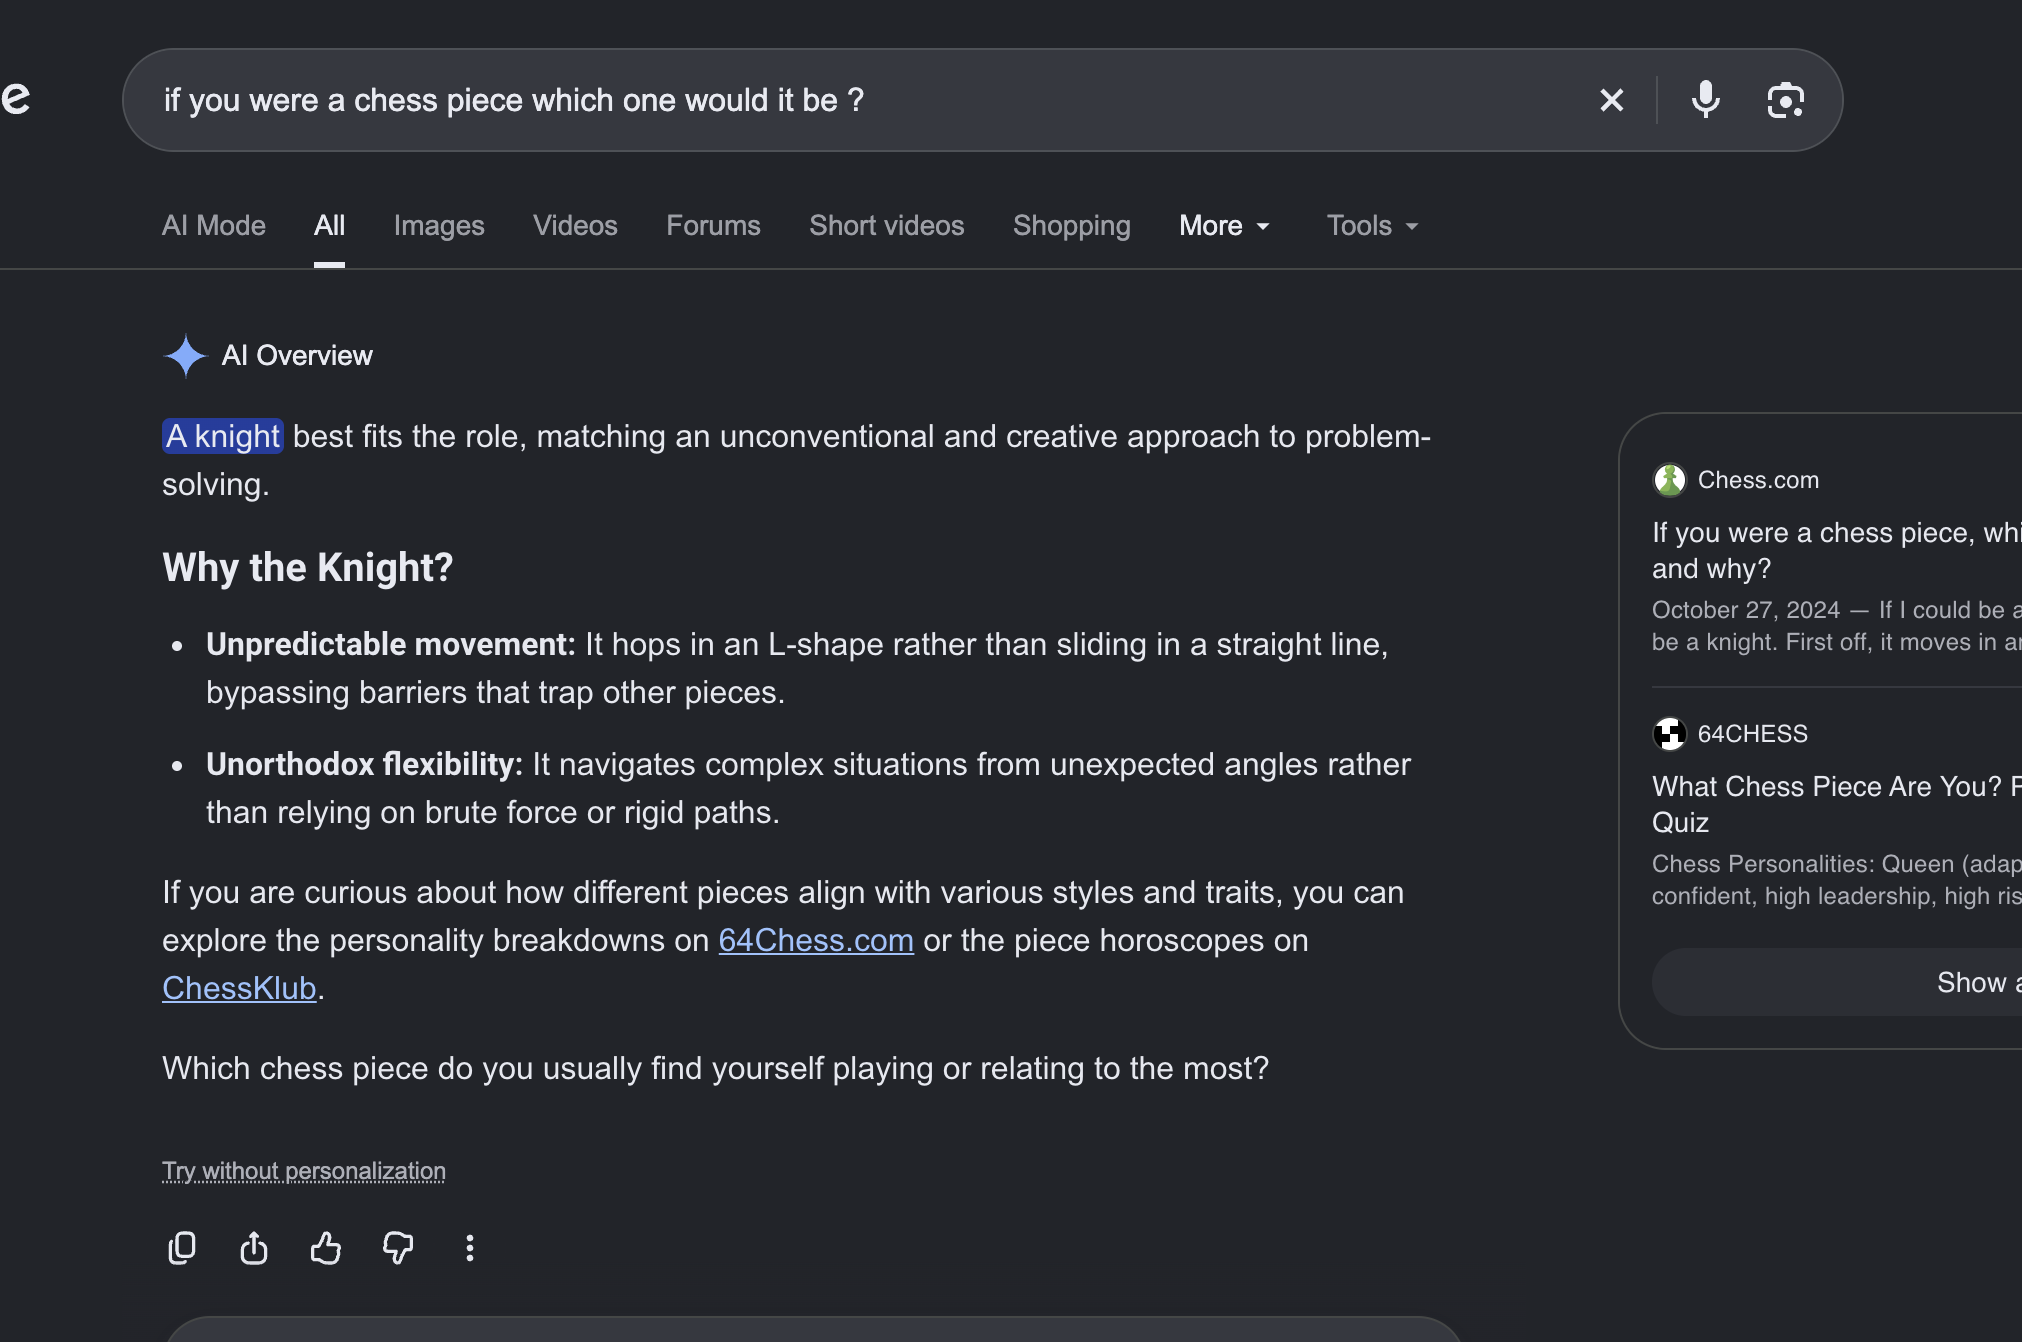 e
if you were a chess piece which one would it be ?
AI Mode All Images Videos Forums Short videos Shopping More Tools
AI Overview
A knight best fits the role, matching an unconventional and creative approach to problem-
solving.
Why the Knight?
• Unpredictable movement: It hops in an L-shape rather than sliding in a straight line,
bypassing barriers that trap other pieces.
• Unorthodox flexibility: It navigates complex situations from unexpected angles rather
than relying on brute force or rigid paths.
If you are curious about how different pieces align with various styles and traits, you can
explore the personality breakdowns on 64Chess.com or the piece horoscopes on
ChessKlub.
Which chess piece do you usually find yourself playing or relating to the most?
Try without personalization
Chess.com
If you were a chess piece, whi
and why?
October 27, 2024 — If I could be a
be a knight. First off, it moves in
64CHESS
What Chess Piece Are You?
Quiz
Chess Personalities: Queen (adap
confident, high leadership, high ris
Show a